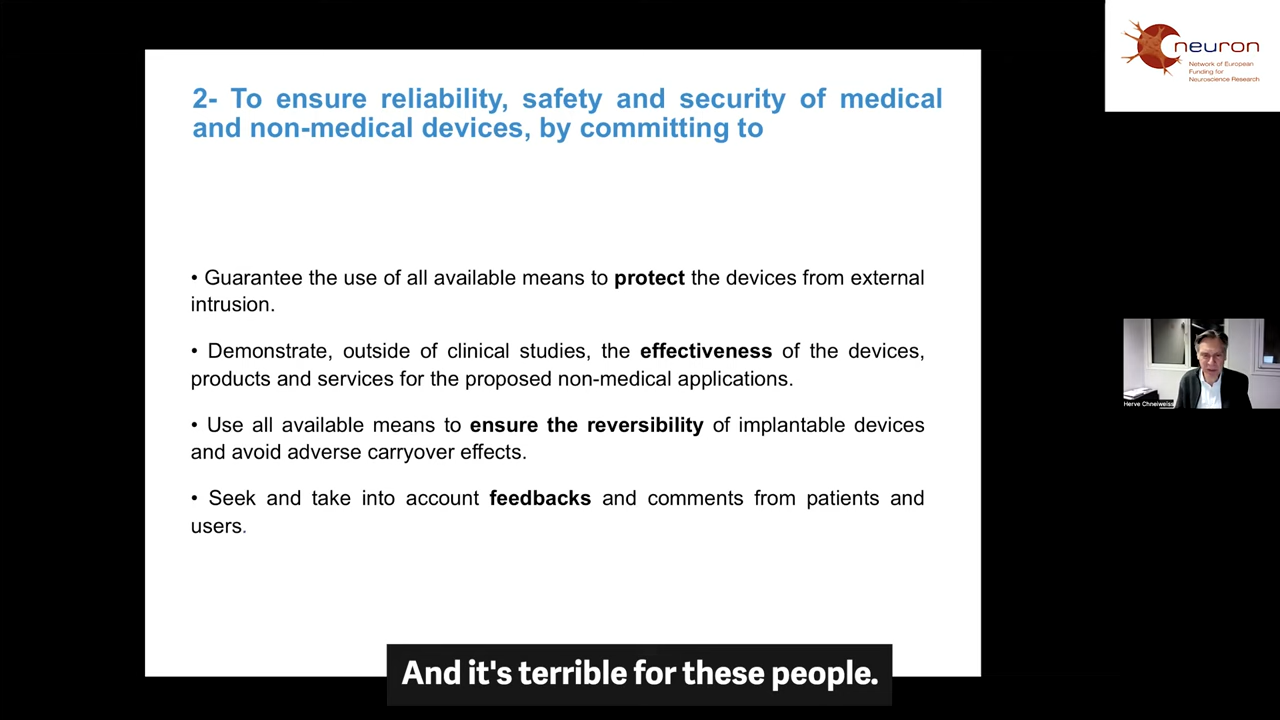 neuron
Network of European
Funding for
Neuroscience Research
2- To ensure reliability, safety and security of medical
and non-medical devices, by committing to
• Guarantee the use of all available means to protect the devices from external
intrusion.
• Demonstrate, outside of clinical studies, the effectiveness of the devices,
products and services for the proposed non-medical applications.
• Use all available means to ensure the reversibility of implantable devices
and avoid adverse carryover effects.
• Seek and take into account feedbacks and comments from patients and
users.
Herve Chneiweiss
And it's terrible for these people.